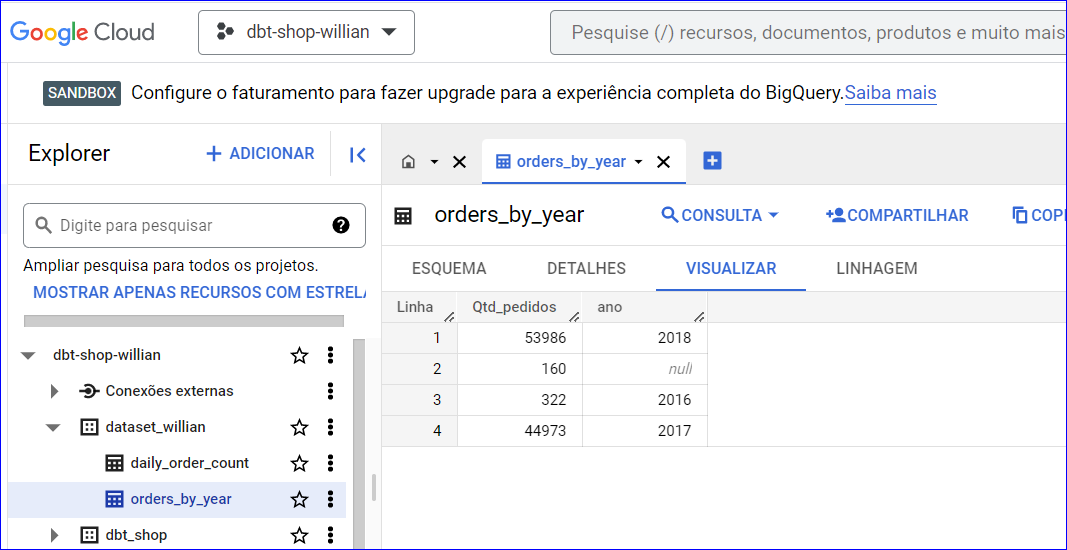 Google Cloud
dbt-shop-willian
Pesquise (/) recursos, documentos, produtos e muito mais
SANDBOX Configure o faturamento para fazer upgrade para a experiência completa do BigQuery. Saiba mais
Explorer
+ ADICIONAR
Digite para pesquisar
Ampliar pesquisa para todos os projetos.
MOSTRAR APENAS RECURSOS COM ESTRELA
dbt-shop-willian
Conexões externas
dataset_willian
daily_order_count
orders_by_year
dbt_shop
orders_by_year
orders_by_year
CONSULTA
COMPARTILHAR
COPI
ESQUEMA DETALHES VISUALIZAR LINHAGEM
Linha Qtd_pedidos ano
1 53986 2018
2 160 null
3 322 2016
4 44973 2017